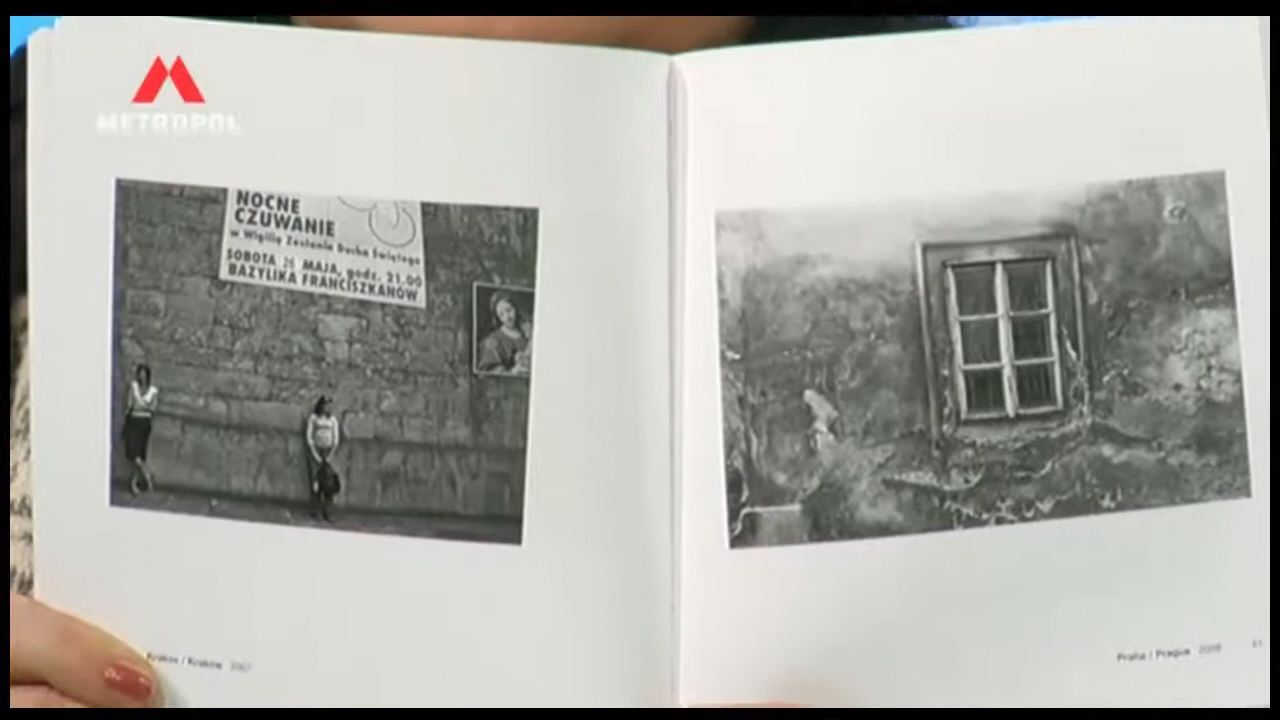 METROPOL
NOCNE
CZUWANIE
w Wigilię Zesłania Ducha Świętego
SOBOTA 26 MAJA, godz. 21.00
BAZYLIKA FRANCISZKANÓW
Krakov / Kraków 2007
Praha / Prague 2008